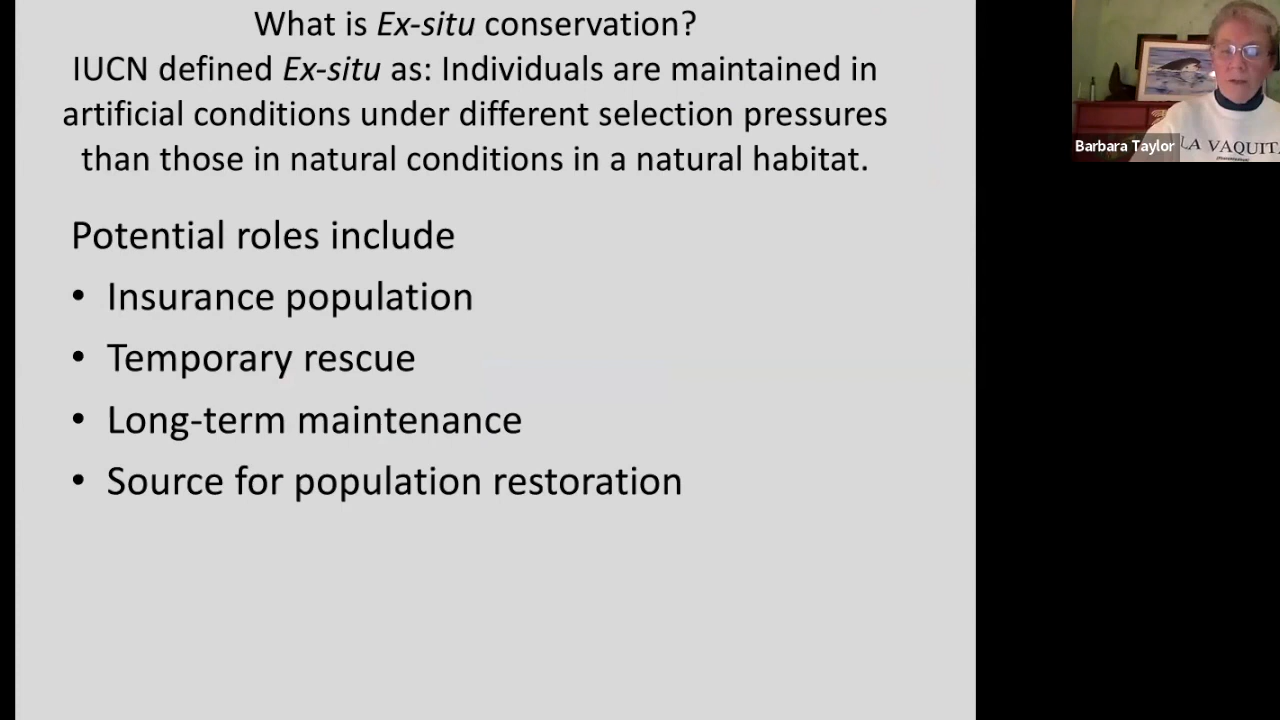 What is Ex-situ conservation?
IUCN defined Ex-situ as: Individuals are maintained in
artificial conditions under different selection pressures
than those in natural conditions in a natural habitat.
Potential roles include
• Insurance population
• Temporary rescue
• Long-term maintenance
• Source for population restoration
Barbara Taylor
LA VAQUITA